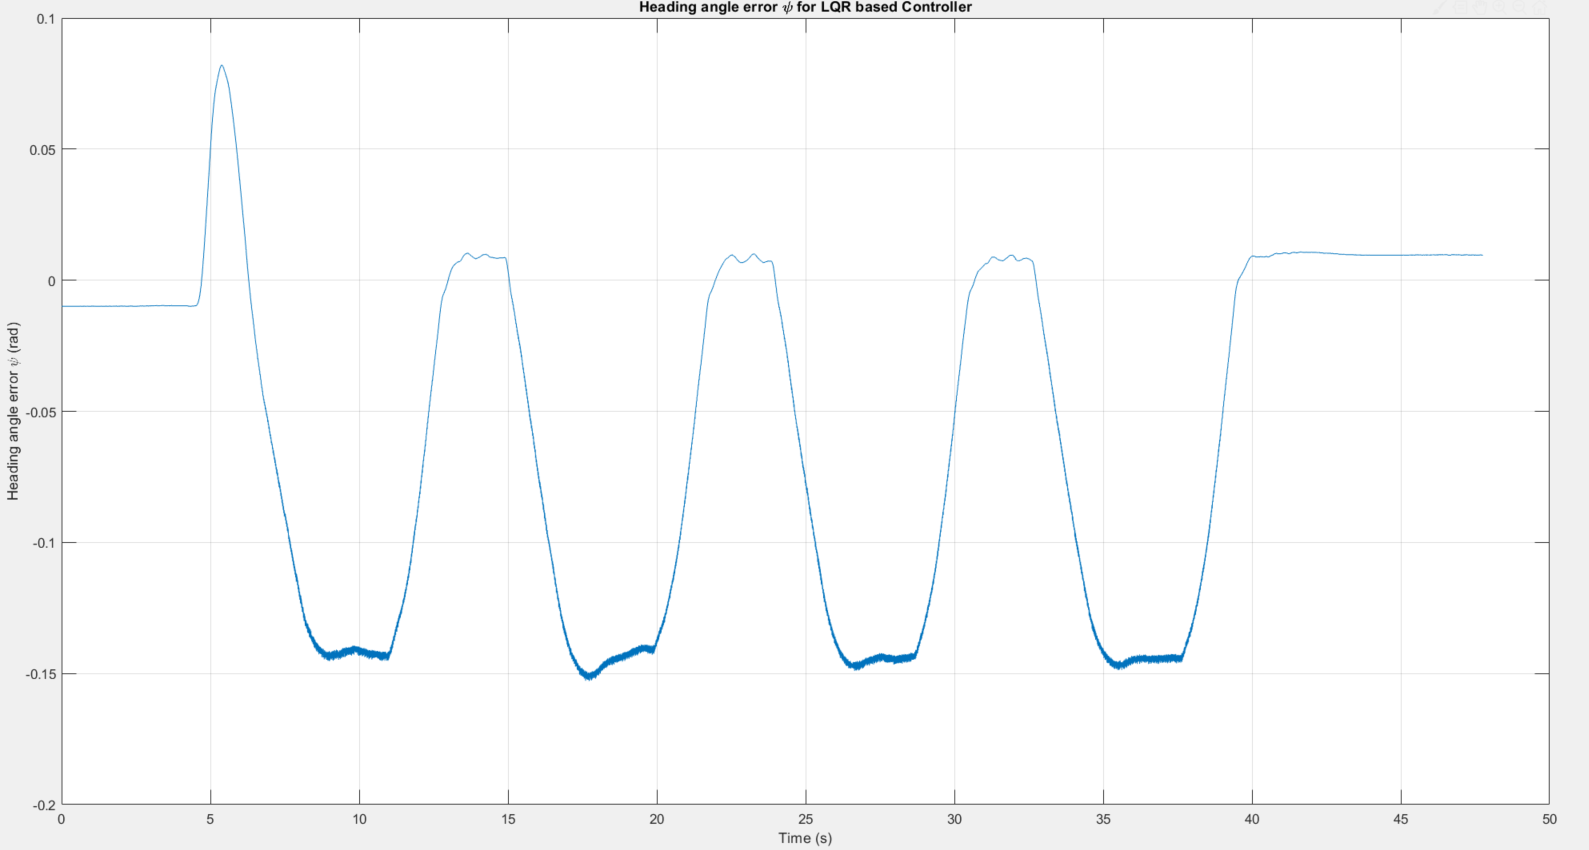 Heading angle error ψ for LQR based Controller
0.1
0.05
0
-0.05
-0.1
-0.15
-0.2
Heading angle error ψ (rad)
0 5 10 15 20 25 30 35 40 45 50
Time (s)